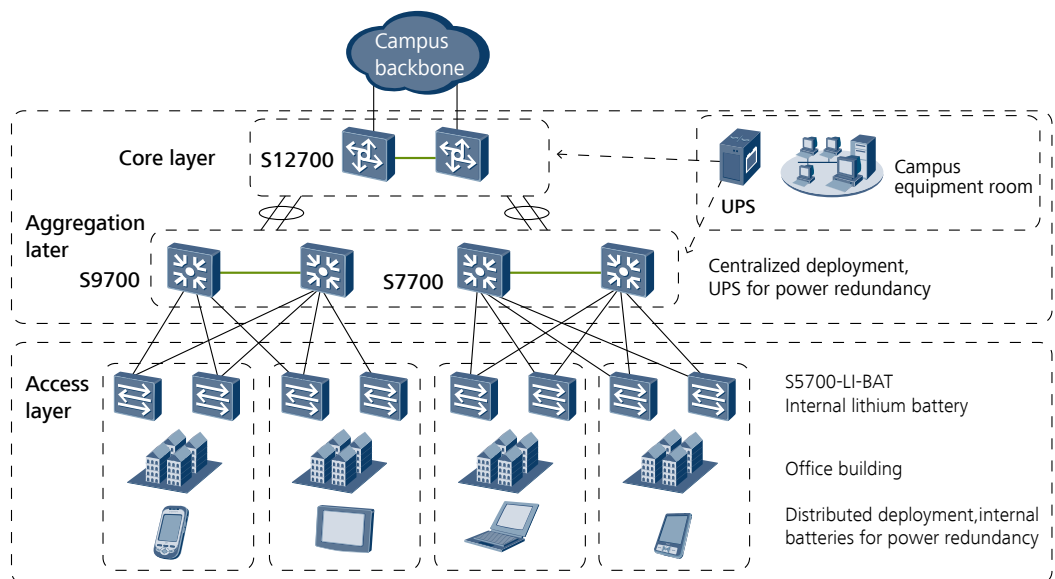 Campus
backbone
Core layer
S12700
UPS
Campus
equipment room
Aggregation
later
S9700
S7700
Centralized deployment,
UPS for power redundancy
Access
layer
S5700-LI-BAT
Internal lithium battery
Office building
Distributed deployment,internal
batteries for power redundancy